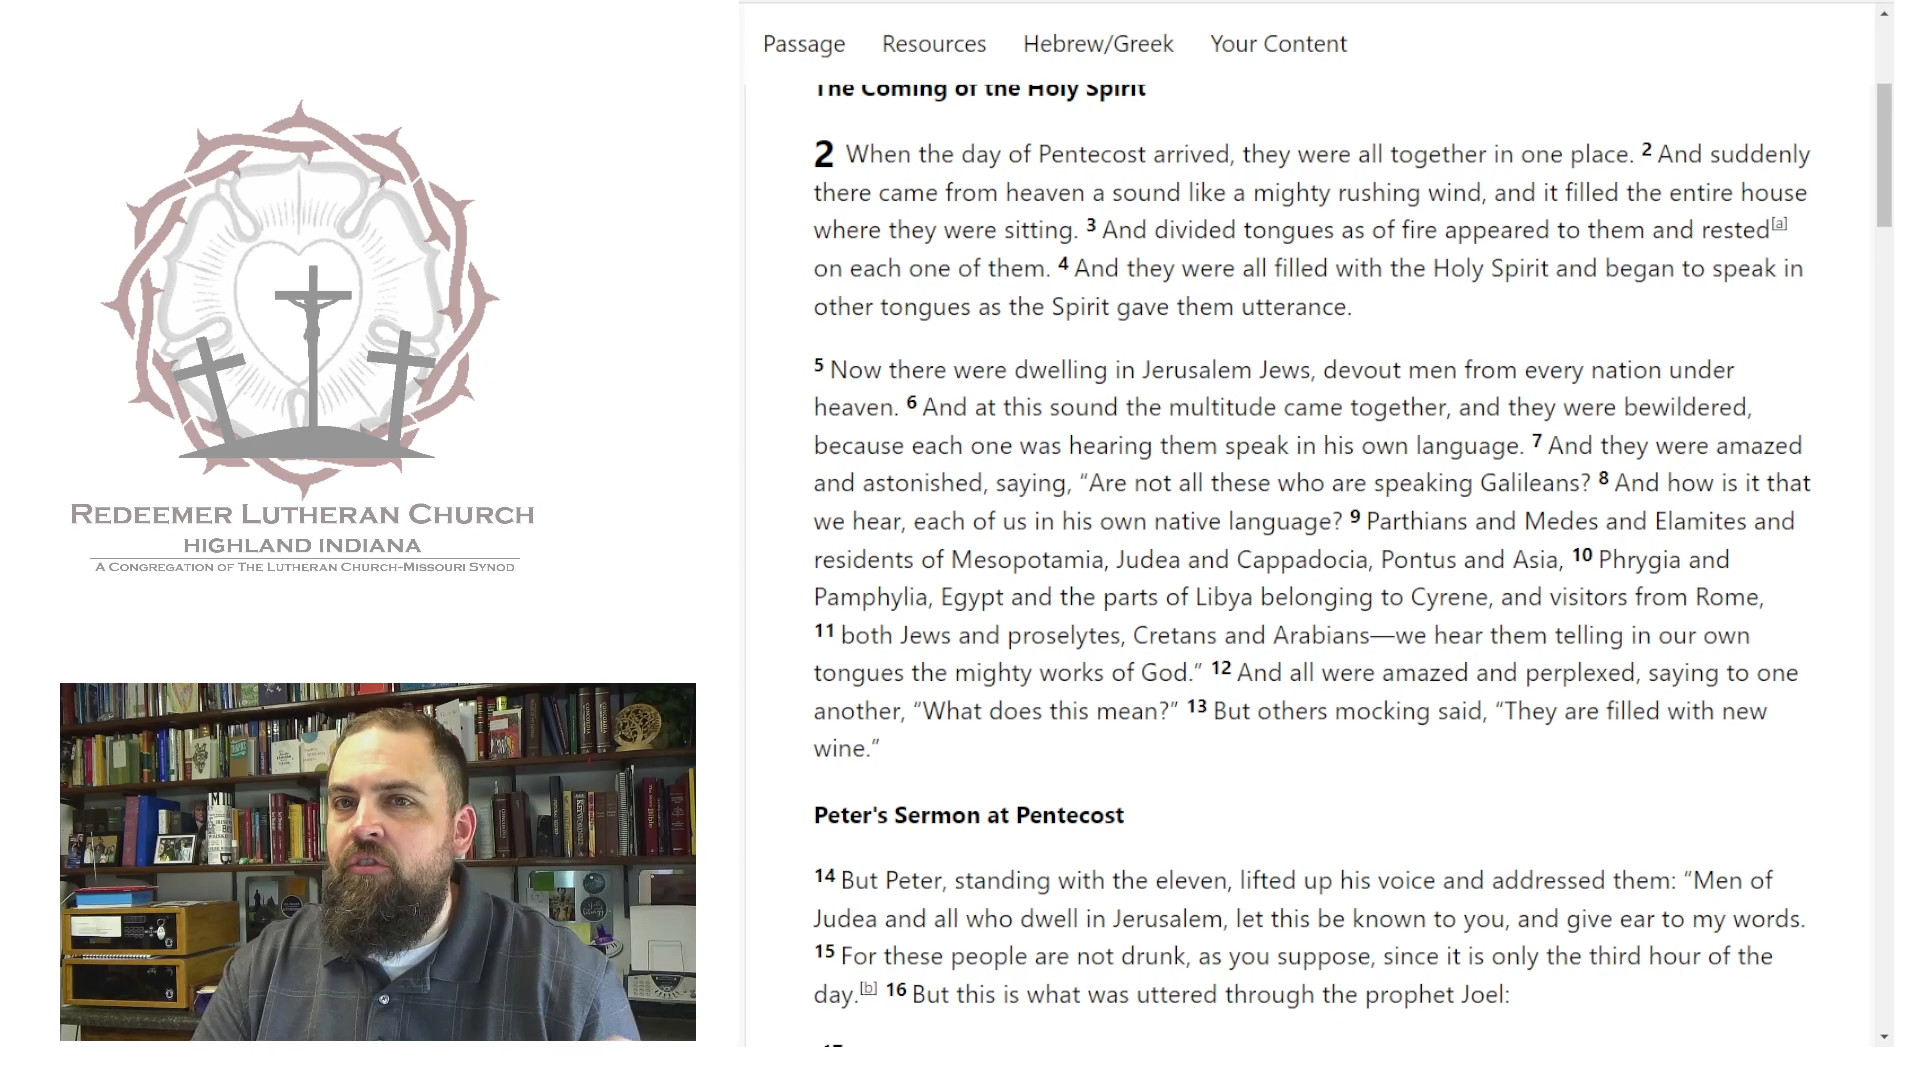 Passage Resources Hebrew/Greek Your Content
The Coming of the Holy Spirit
2 When the day of Pentecost arrived, they were all together in one place. 2 And suddenly
there came from heaven a sound like a mighty rushing wind, and it filled the entire house
where they were sitting. 3 And divided tongues as of fire appeared to them and rested[a]
on each one of them. 4 And they were all filled with the Holy Spirit and began to speak in
other tongues as the Spirit gave them utterance.
5 Now there were dwelling in Jerusalem Jews, devout men from every nation under
heaven. 6 And at this sound the multitude came together, and they were bewildered,
because each one was hearing them speak in his own language. 7 And they were amazed
and astonished, saying, “Are not all these who are speaking Galileans? 8 And how is it that
we hear, each of us in his own native language? 9 Parthians and Medes and Elamites and
residents of Mesopotamia, Judea and Cappadocia, Pontus and Asia, 10 Phrygia and
Pamphylia, Egypt and the parts of Libya belonging to Cyrene, and visitors from Rome,
11 both Jews and proselytes, Cretans and Arabians—we hear them telling in our own
tongues the mighty works of God.” 12 And all were amazed and perplexed, saying to one
another, “What does this mean?” 13 But others mocking said, “They are filled with new
wine.”
Peter's Sermon at Pentecost
14 But Peter, standing with the eleven, lifted up his voice and addressed them: “Men of
Judea and all who dwell in Jerusalem, let this be known to you, and give ear to my words.
15 For these people are not drunk, as you suppose, since it is only the third hour of the
day.[b] 16 But this is what was uttered through the prophet Joel:
REDEEMER LUTHERAN CHURCH
HIGHLAND INDIANA
A CONGREGATION OF THE LUTHERAN CHURCH-MISSOURI SYNOD